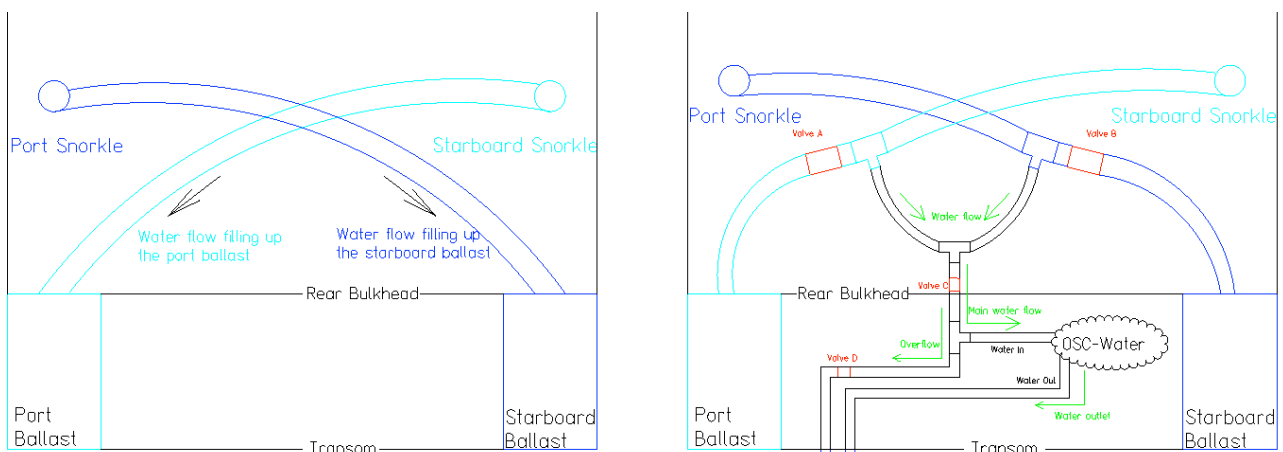 Port Snorkle
Starboard Snorkle
Water flow filling up
the port ballast
Water flow filling up
the starboard ballast
Rear Bulkhead
Port
Ballast
Starboard
Ballast
Transom
Port Snorkle
Valve A
Valve B
Starboard Snorkle
Water flow
Valve C
Rear Bulkhead
Main water flow
Overflow
OSC-Water
Water In
Valve D
Water Out
Water outlet
Port
Ballast
Starboard
Ballast
Transom